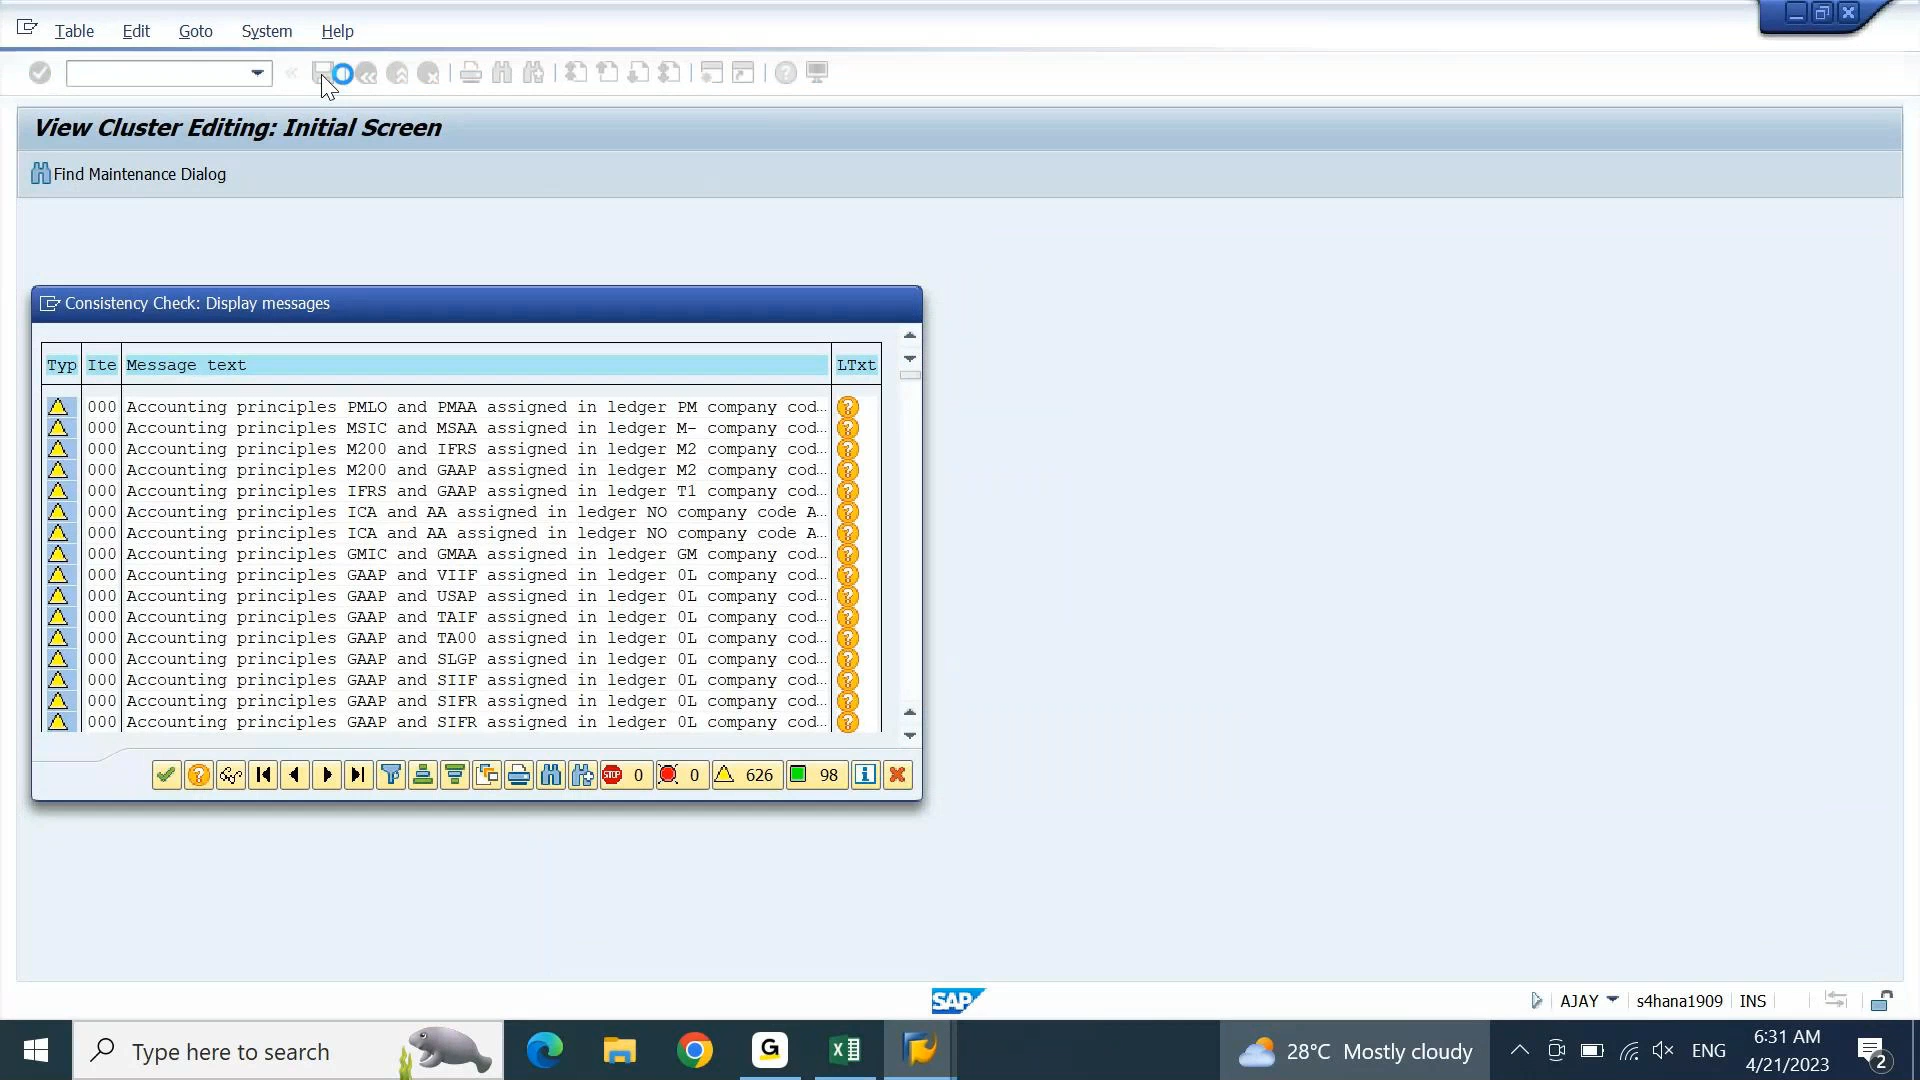 Table Edit Goto System Help
View Cluster Editing: Initial Screen
Find Maintenance Dialog
Consistency Check: Display messages
Typ Ite Message text LTxt
000 Accounting principles PMLO and PMAA assigned in ledger PM company cod...
000 Accounting principles MSIC and MSAA assigned in ledger M- company cod...
000 Accounting principles M200 and IFRS assigned in ledger M2 company cod...
000 Accounting principles M200 and GAAP assigned in ledger M2 company cod...
000 Accounting principles IFRS and GAAP assigned in ledger T1 company cod...
000 Accounting principles ICA and AA assigned in ledger NO company code A...
000 Accounting principles ICA and AA assigned in ledger NO company code A...
000 Accounting principles GMIC and GMAA assigned in ledger GM company cod...
000 Accounting principles GAAP and VIIF assigned in ledger 0L company cod...
000 Accounting principles GAAP and USAP assigned in ledger 0L company cod...
000 Accounting principles GAAP and TAIF assigned in ledger 0L company cod...
000 Accounting principles GAAP and TA00 assigned in ledger 0L company cod...
000 Accounting principles GAAP and SLGP assigned in ledger 0L company cod...
000 Accounting principles GAAP and SIIF assigned in ledger 0L company cod...
000 Accounting principles GAAP and SIFR assigned in ledger 0L company cod...
000 Accounting principles GAAP and SIFR assigned in ledger 0L company cod...
STOP 0 0 626 98
SAP
AJAY s4hana1909 INS
Type here to search
G
28°C Mostly cloudy
ENG
6:31 AM
4/21/2023
2